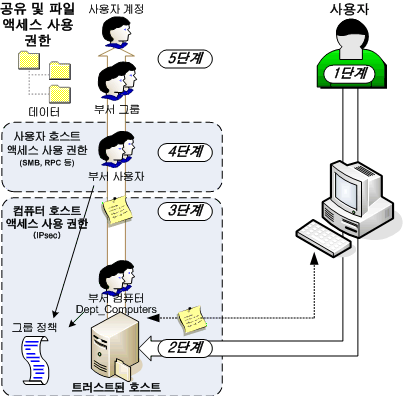 공유 및 파일
액세스 사용
권한
사용자 계정
사용자
5단계
1단계
데이터
부서 그룹
사용자 호스트
액세스 사용 권한
(SMB, RPC 등)
4단계
부서 사용자
컴퓨터 호스트
액세스 사용 권한
(IPsec)
3단계
부서 컴퓨터
Dept_Computers
그룹 정책
2단계
트러스트된 호스트